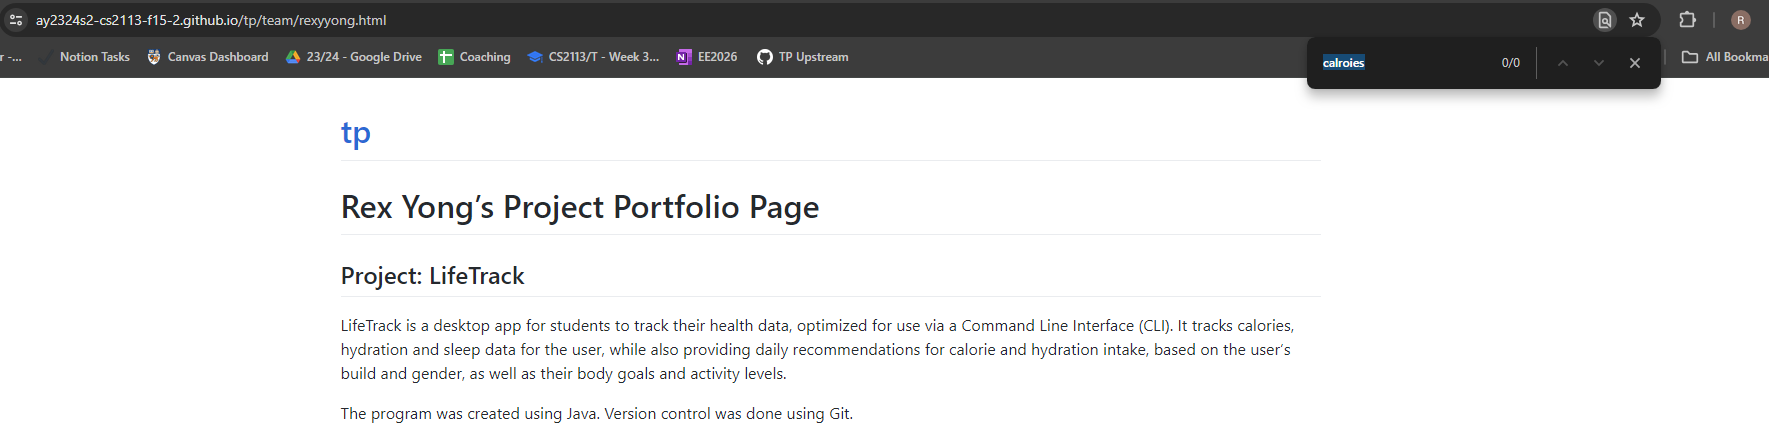 ay2324s2-cs2113-f15-2.github.io/tp/team/rexyyong.html
R
r -... Notion Tasks Canvas Dashboard 23/24 - Google Drive Coaching CS2113/T - Week 3... EE2026 TP Upstream All Bookma
calroies 0/0
tp
Rex Yong's Project Portfolio Page
Project: LifeTrack
LifeTrack is a desktop app for students to track their health data, optimized for use via a Command Line Interface (CLI). It tracks calories,
hydration and sleep data for the user, while also providing daily recommendations for calorie and hydration intake, based on the user's
build and gender, as well as their body goals and activity levels.
The program was created using Java. Version control was done using Git.